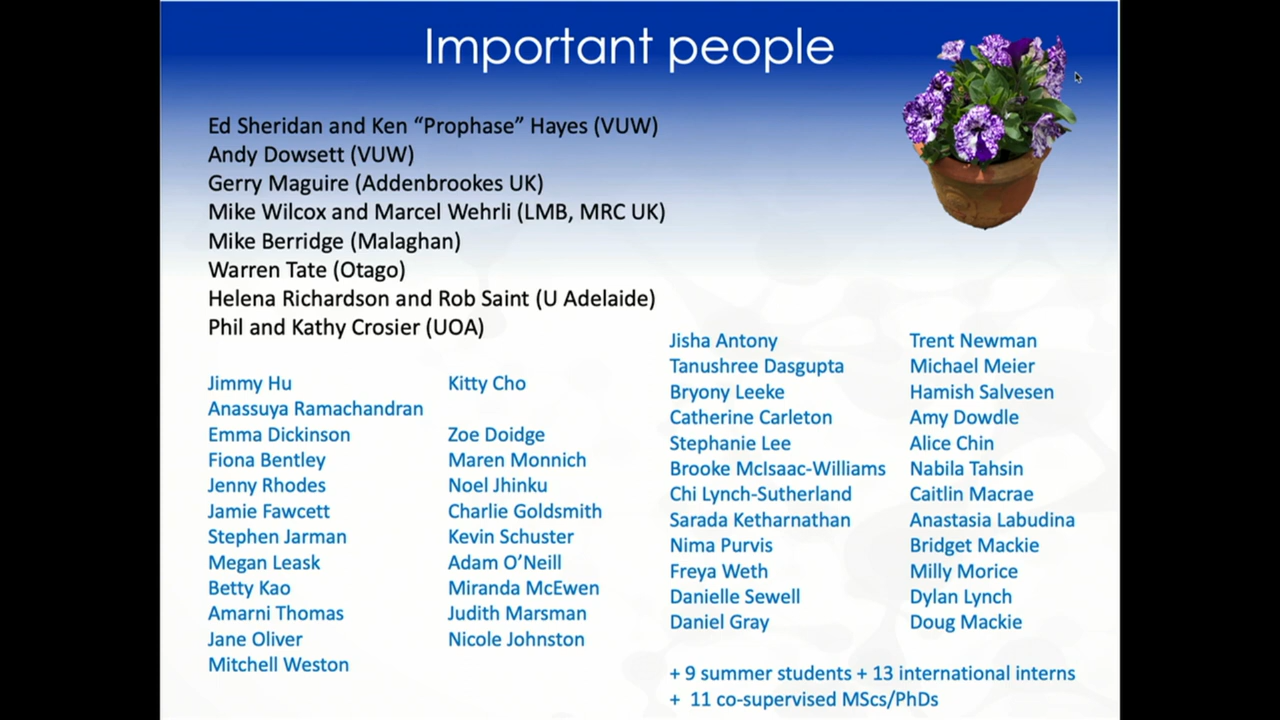 Important people
Ed Sheridan and Ken “Prophase” Hayes (VUW)
Andy Dowsett (VUW)
Gerry Maguire (Addenbrookes UK)
Mike Wilcox and Marcel Wehrli (LMB, MRC UK)
Mike Berridge (Malaghan)
Warren Tate (Otago)
Helena Richardson and Rob Saint (U Adelaide)
Phil and Kathy Crosier (UOA)
Jimmy Hu
Anassuya Ramachandran
Emma Dickinson
Fiona Bentley
Jenny Rhodes
Jamie Fawcett
Stephen Jarman
Megan Leask
Betty Kao
Amarni Thomas
Jane Oliver
Mitchell Weston
Kitty Cho
Zoe Doidge
Maren Monnich
Noel Jhinku
Charlie Goldsmith
Kevin Schuster
Adam O’Neill
Miranda McEwen
Judith Marsman
Nicole Johnston
Jisha Antony
Tanushree Dasgupta
Bryony Leeke
Catherine Carleton
Stephanie Lee
Brooke McIsaac-Williams
Chi Lynch-Sutherland
Sarada Ketharnathan
Nima Purvis
Freya Weth
Danielle Sewell
Daniel Gray
Trent Newman
Michael Meier
Hamish Salvesen
Amy Dowdle
Alice Chin
Nabila Tahsin
Caitlin Macrae
Anastasia Labudina
Bridget Mackie
Milly Morice
Dylan Lynch
Doug Mackie
+ 9 summer students + 13 international interns
+ 11 co-supervised MScs/PhDs